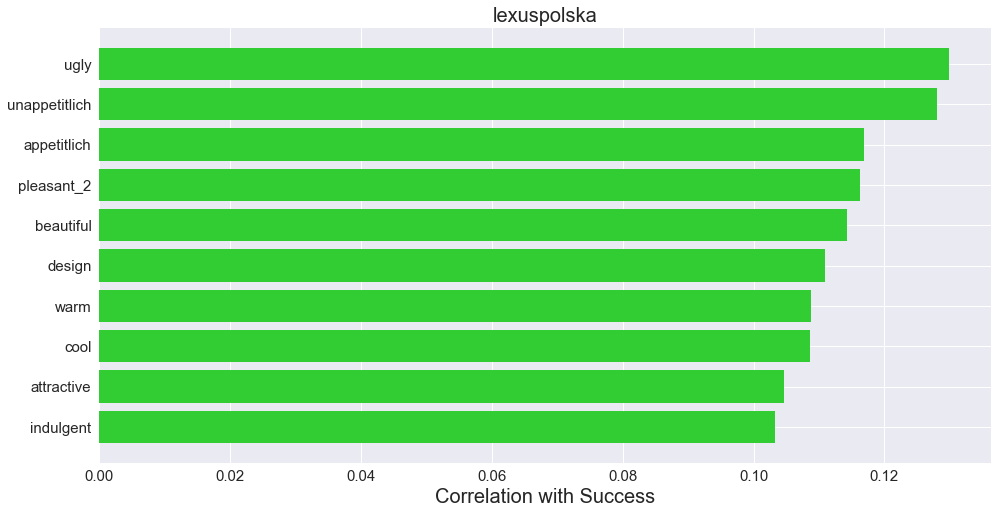 lexuspolska
ugly
unappetitlich
appetitlich
pleasant_2
beautiful
design
warm
cool
attractive
indulgent
0.00 0.02 0.04 0.06 0.08 0.10 0.12
Correlation with Success